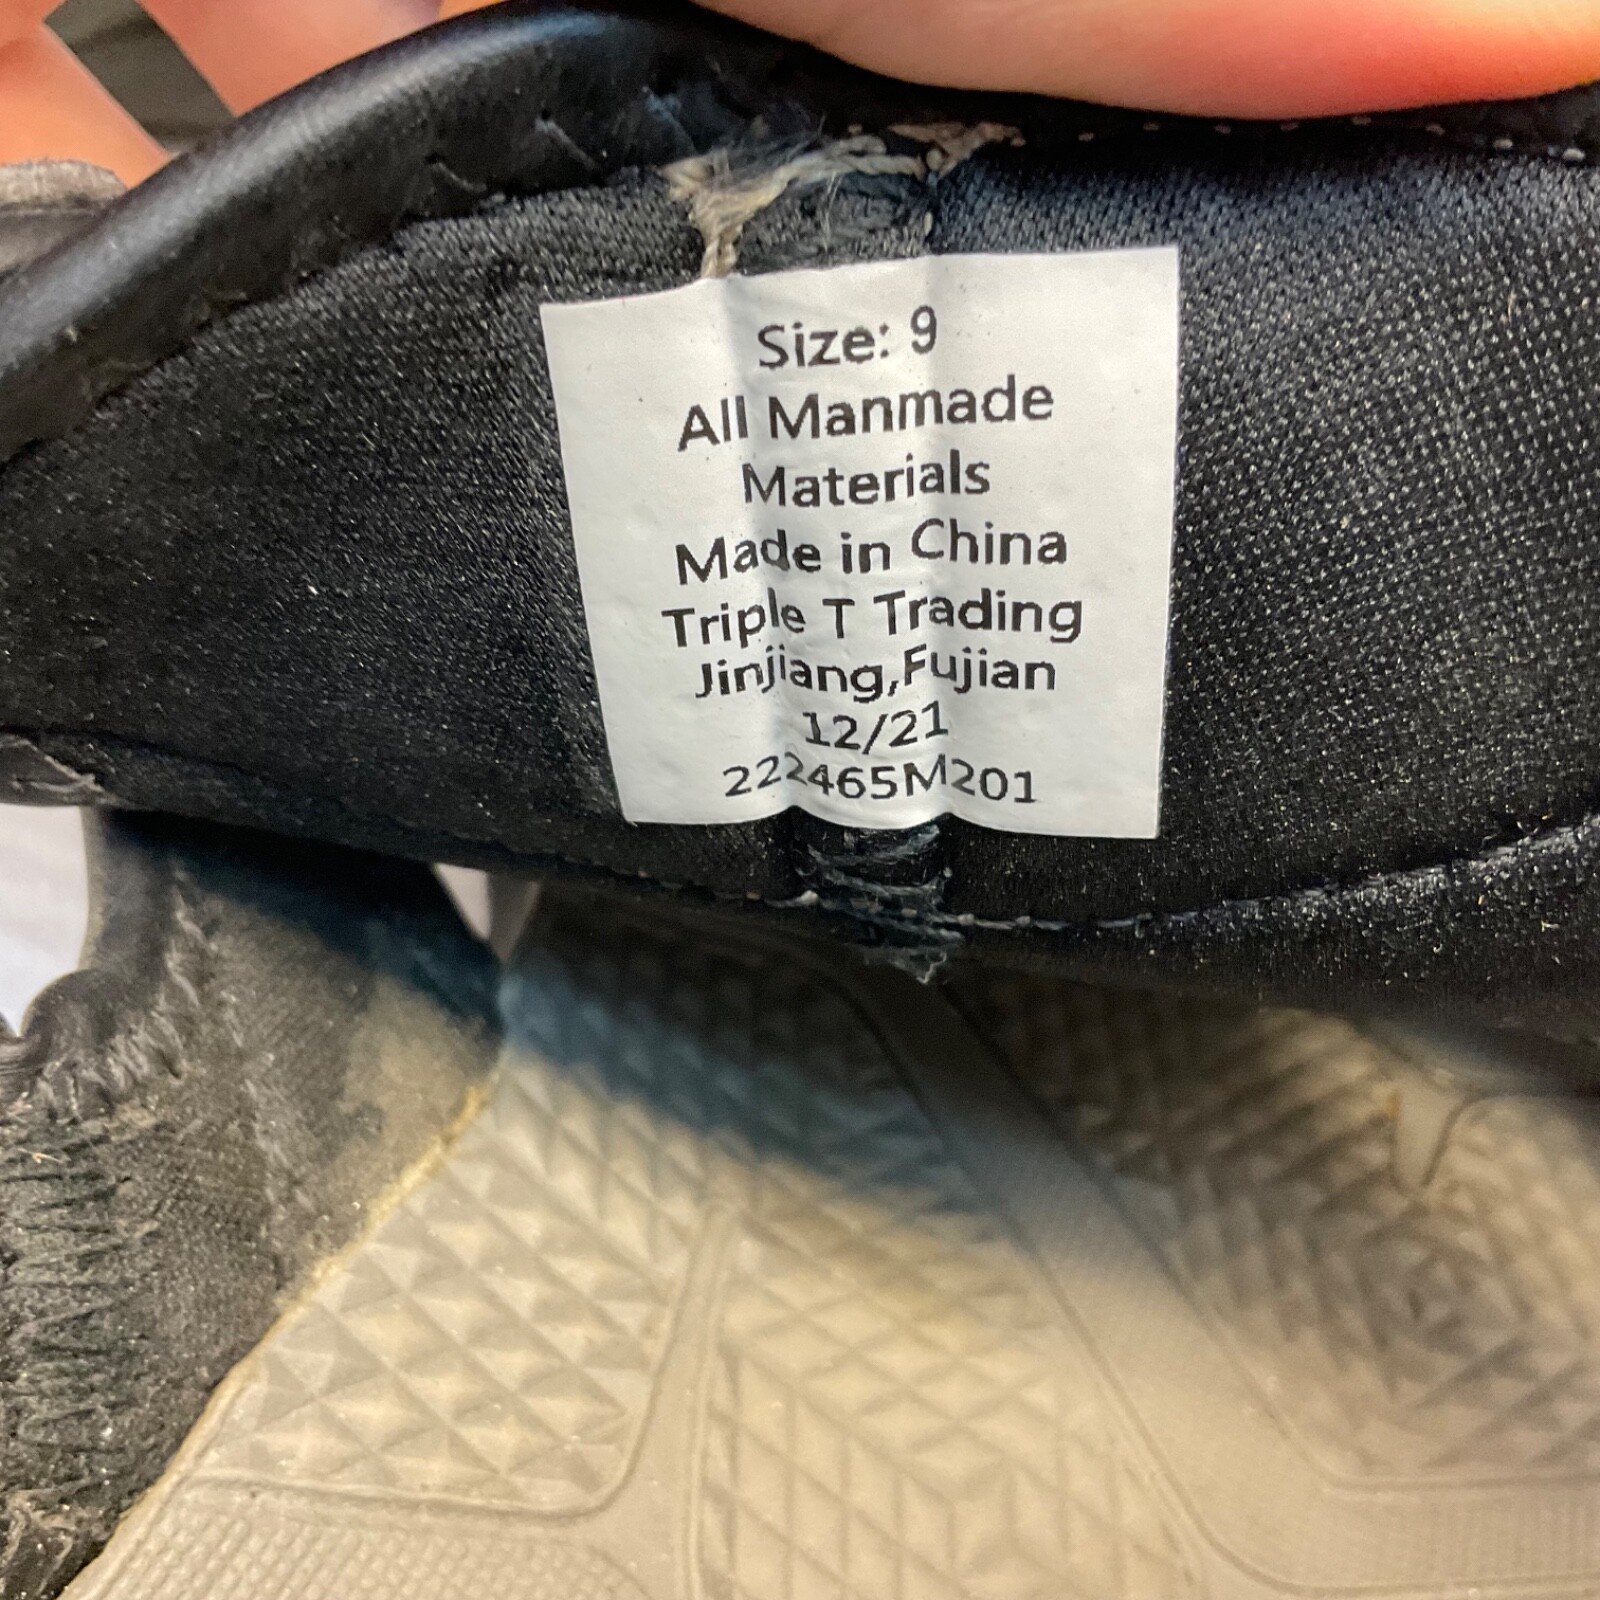 Size: 9
All Manmade
Materials
Made in China
Triple T Trading
Jinjiang,Fujian
12/21
222465M201